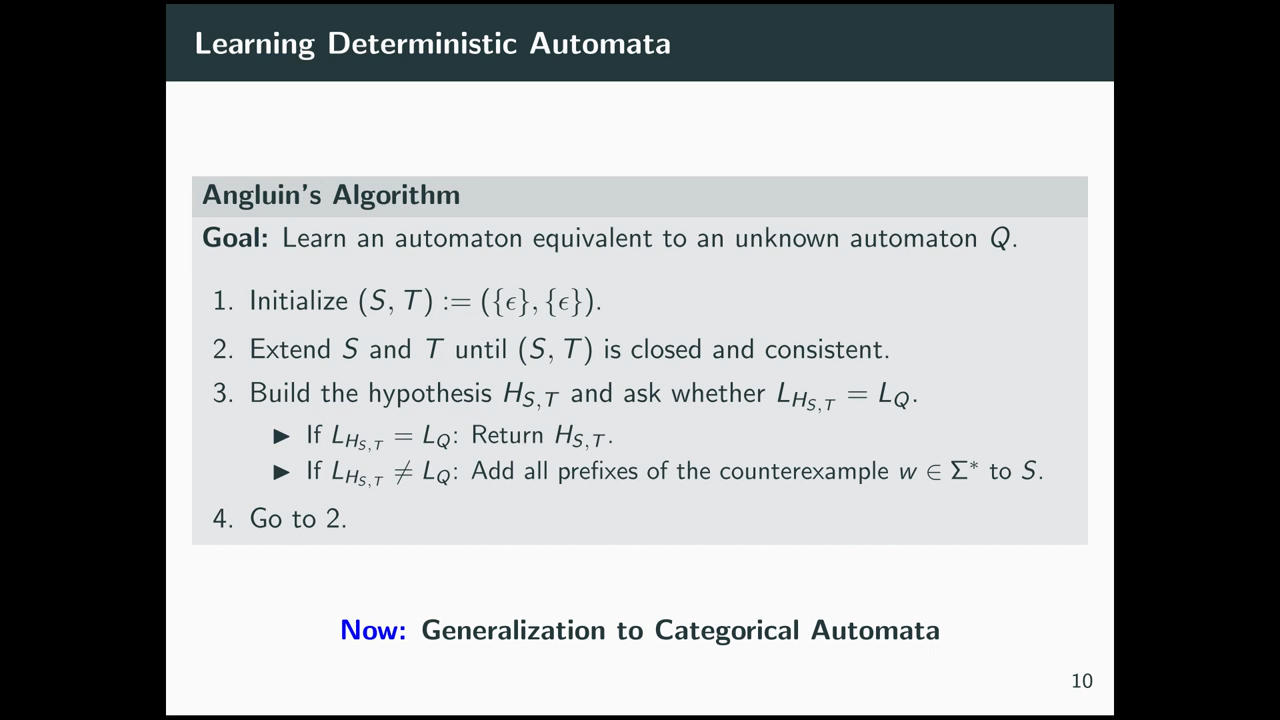 Learning Deterministic Automata
Angluin's Algorithm
Goal: Learn an automaton equivalent to an unknown automaton Q.
1. Initialize (S, T) := ({ϵ}, {ϵ}).
2. Extend S and T until (S, T) is closed and consistent.
3. Build the hypothesis H_{S,T} and ask whether L_{H_{S,T}} = L_Q.
▶ If L_{H_{S,T}} = L_Q: Return H_{S,T}.
▶ If L_{H_{S,T}} ≠ L_Q: Add all prefixes of the counterexample w ∈ Σ* to S.
4. Go to 2.
Now: Generalization to Categorical Automata
10